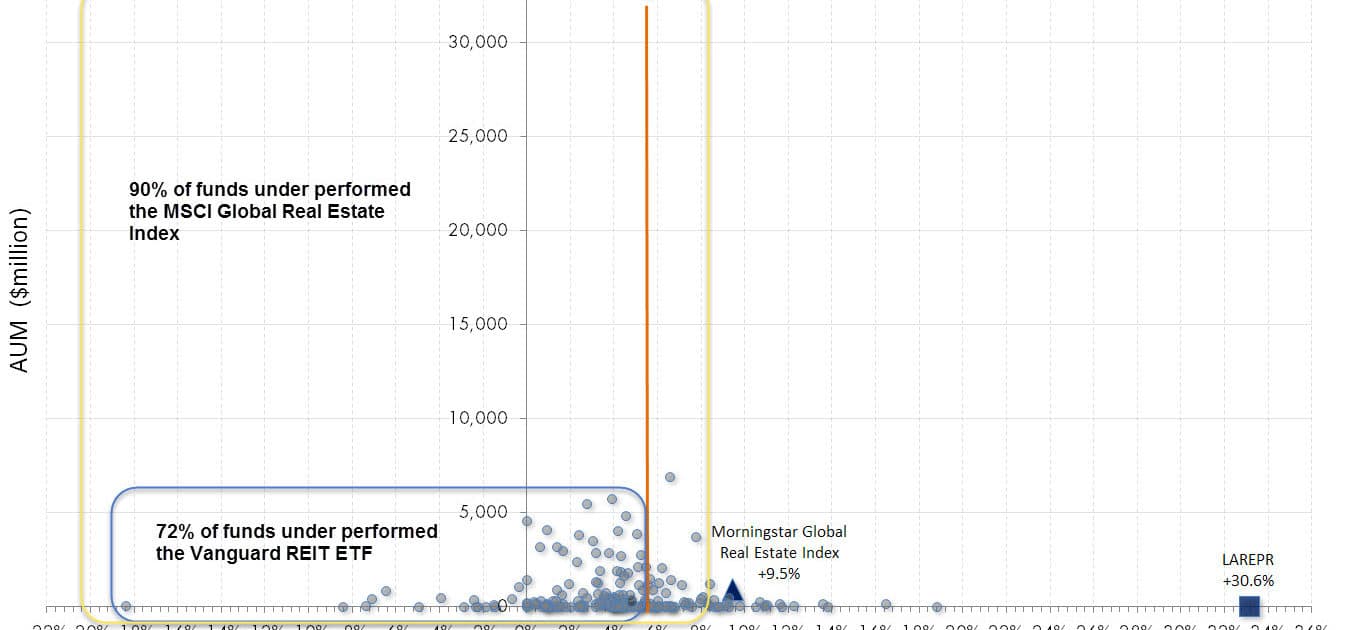 30,000
25,000
90% of funds under performed
the MSCI Global Real Estate
Index
20,000
AUM ($million)
15,000
10,000
5,000
72% of funds under performed
the Vanguard REIT ETF
Morningstar Global
Real Estate Index
+9.5%
LAREPR
+30.6%
0